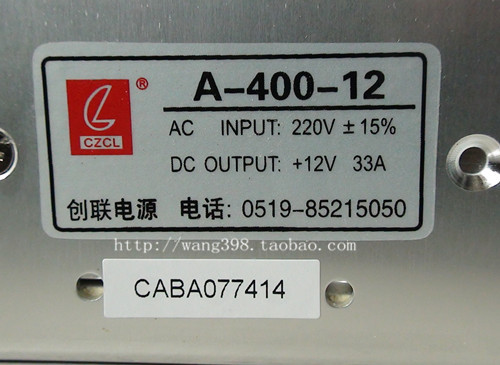 A-400-12
CZCL ®
AC INPUT: 220V ±15%
DC OUTPUT: +12V 33A
创联电源 电话: 0519-85215050
http://wang398.taobao.com/
CABA077414